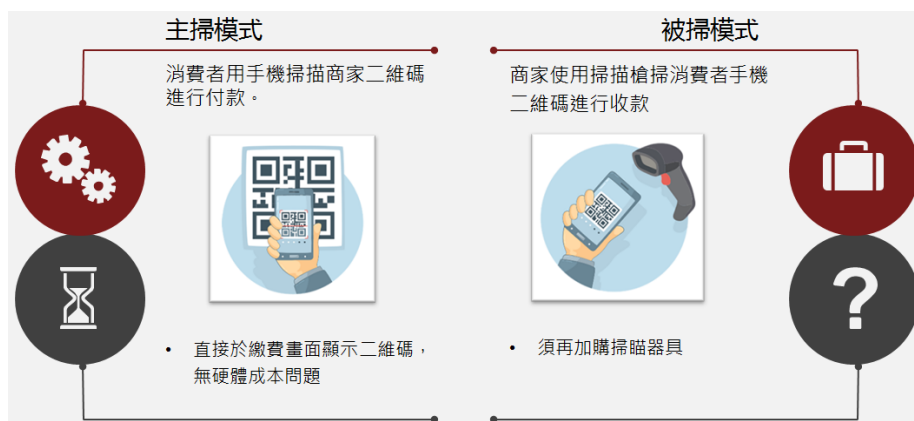 主掃模式
消費者用手機掃描商家二維碼
進行付款。
• 直接於繳費畫面顯示二維碼，
無硬體成本問題
被掃模式
商家使用掃描槍掃消費者手機
二維碼進行收款
• 須再加購掃瞄器具
?